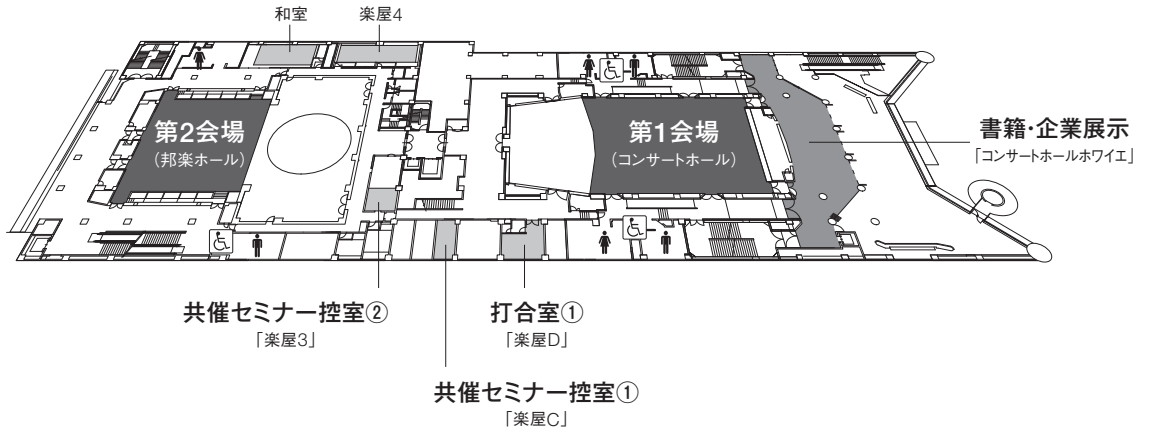 和室
楽屋4
第2会場
（邦楽ホール）
第1会場
（コンサートホール）
書籍・企業展示
「コンサートホールホワイエ」
共催セミナー控室②
「楽屋3」
打合室①
「楽屋D」
共催セミナー控室①
「楽屋C」